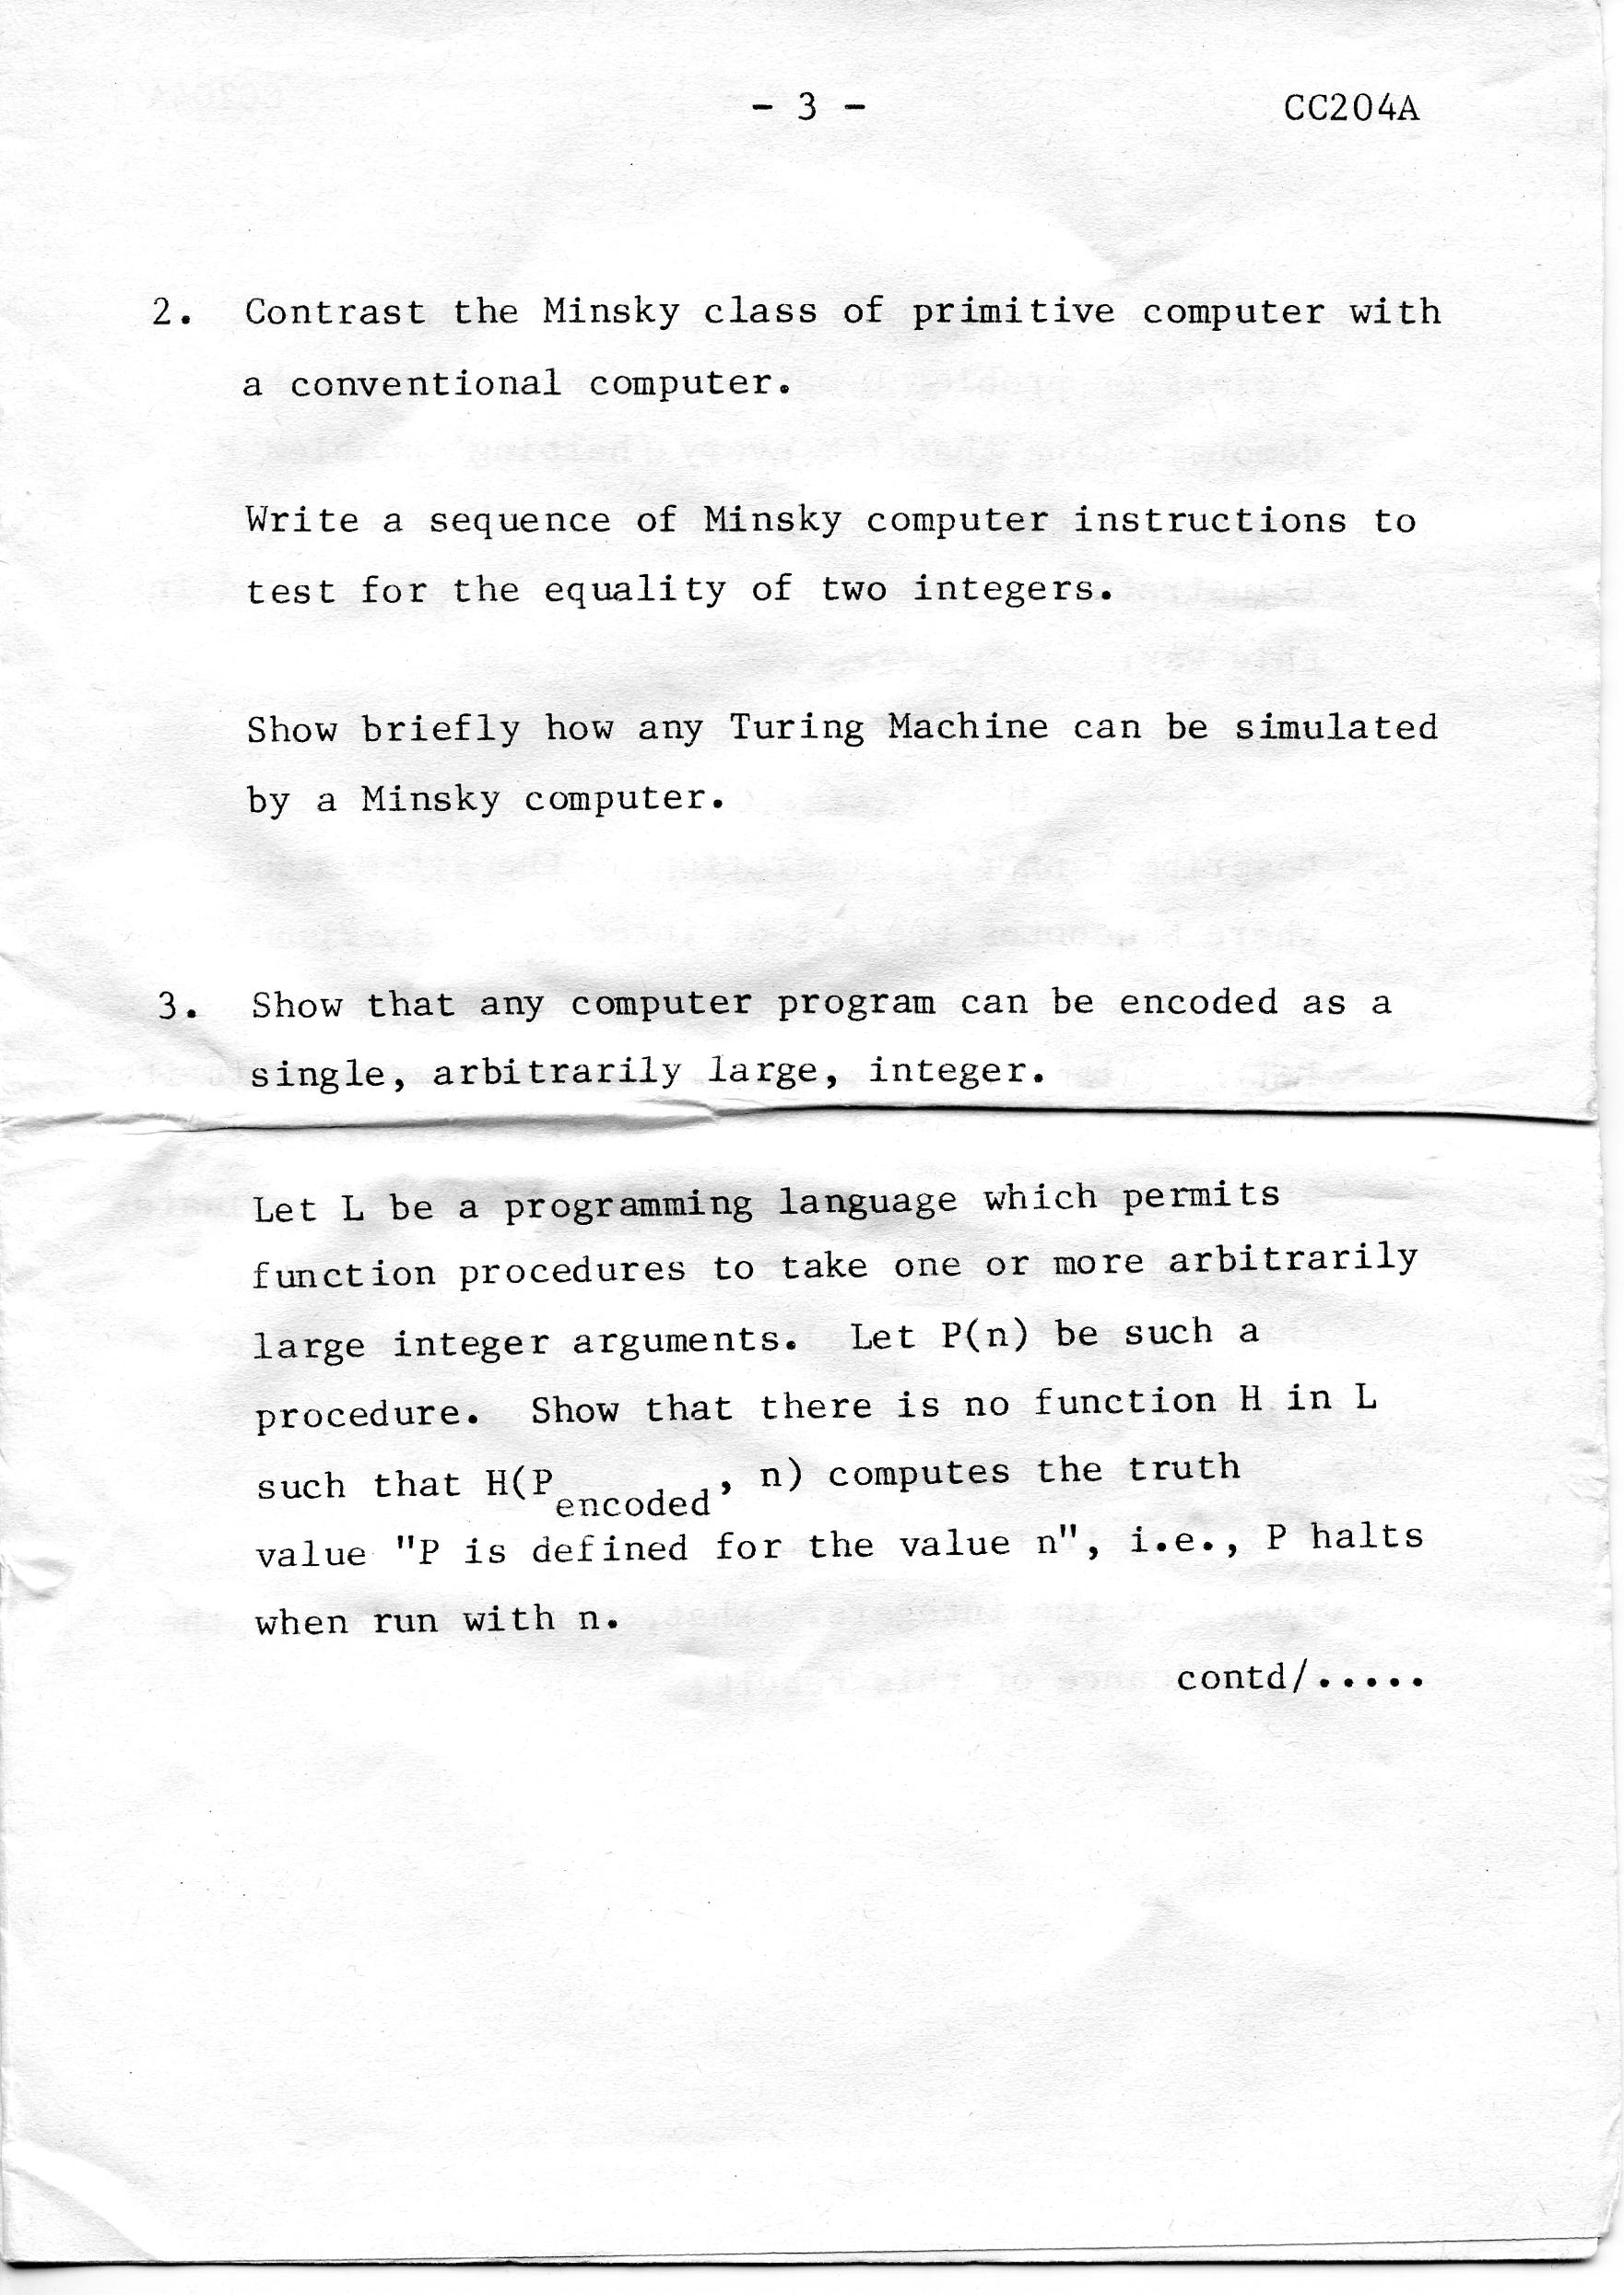 - 3 - CC204A
2. Contrast the Minsky class of primitive computer with
a conventional computer.
Write a sequence of Minsky computer instructions to
test for the equality of two integers.
Show briefly how any Turing Machine can be simulated
by a Minsky computer.
3. Show that any computer program can be encoded as a
single, arbitrarily large, integer.
Let L be a programming language which permits
function procedures to take one or more arbitrarily
large integer arguments. Let P(n) be such a
procedure. Show that there is no function H in L
such that H(Pencoded, n) computes the truth
value "P is defined for the value n", i.e., P halts
when run with n.
contd/.....